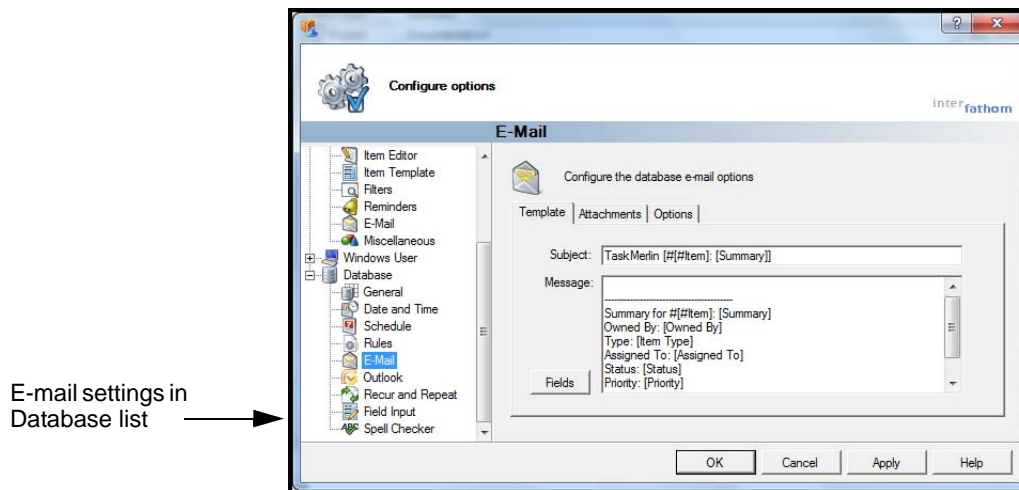 Configure options
inter fathom
E-Mail
Item Editor
Item Template
Filters
Reminders
E-Mail
Miscellaneous
Windows User
Database
General
Date and Time
Schedule
Rules
E-Mail
Outlook
Recur and Repeat
Field Input
ABC Spell Checker
Configure the database e-mail options
Template Attachments Options
Subject: TaskMerlin [#[#Item]: [Summary]]
Message:
----------------------------------------
Summary for #[#Item]: [Summary]
Owned By: [Owned By]
Type: [Item Type]
Assigned To: [Assigned To]
Status: [Status]
Priority: [Priority]
Fields
OK Cancel Apply Help
E-mail settings in
Database list